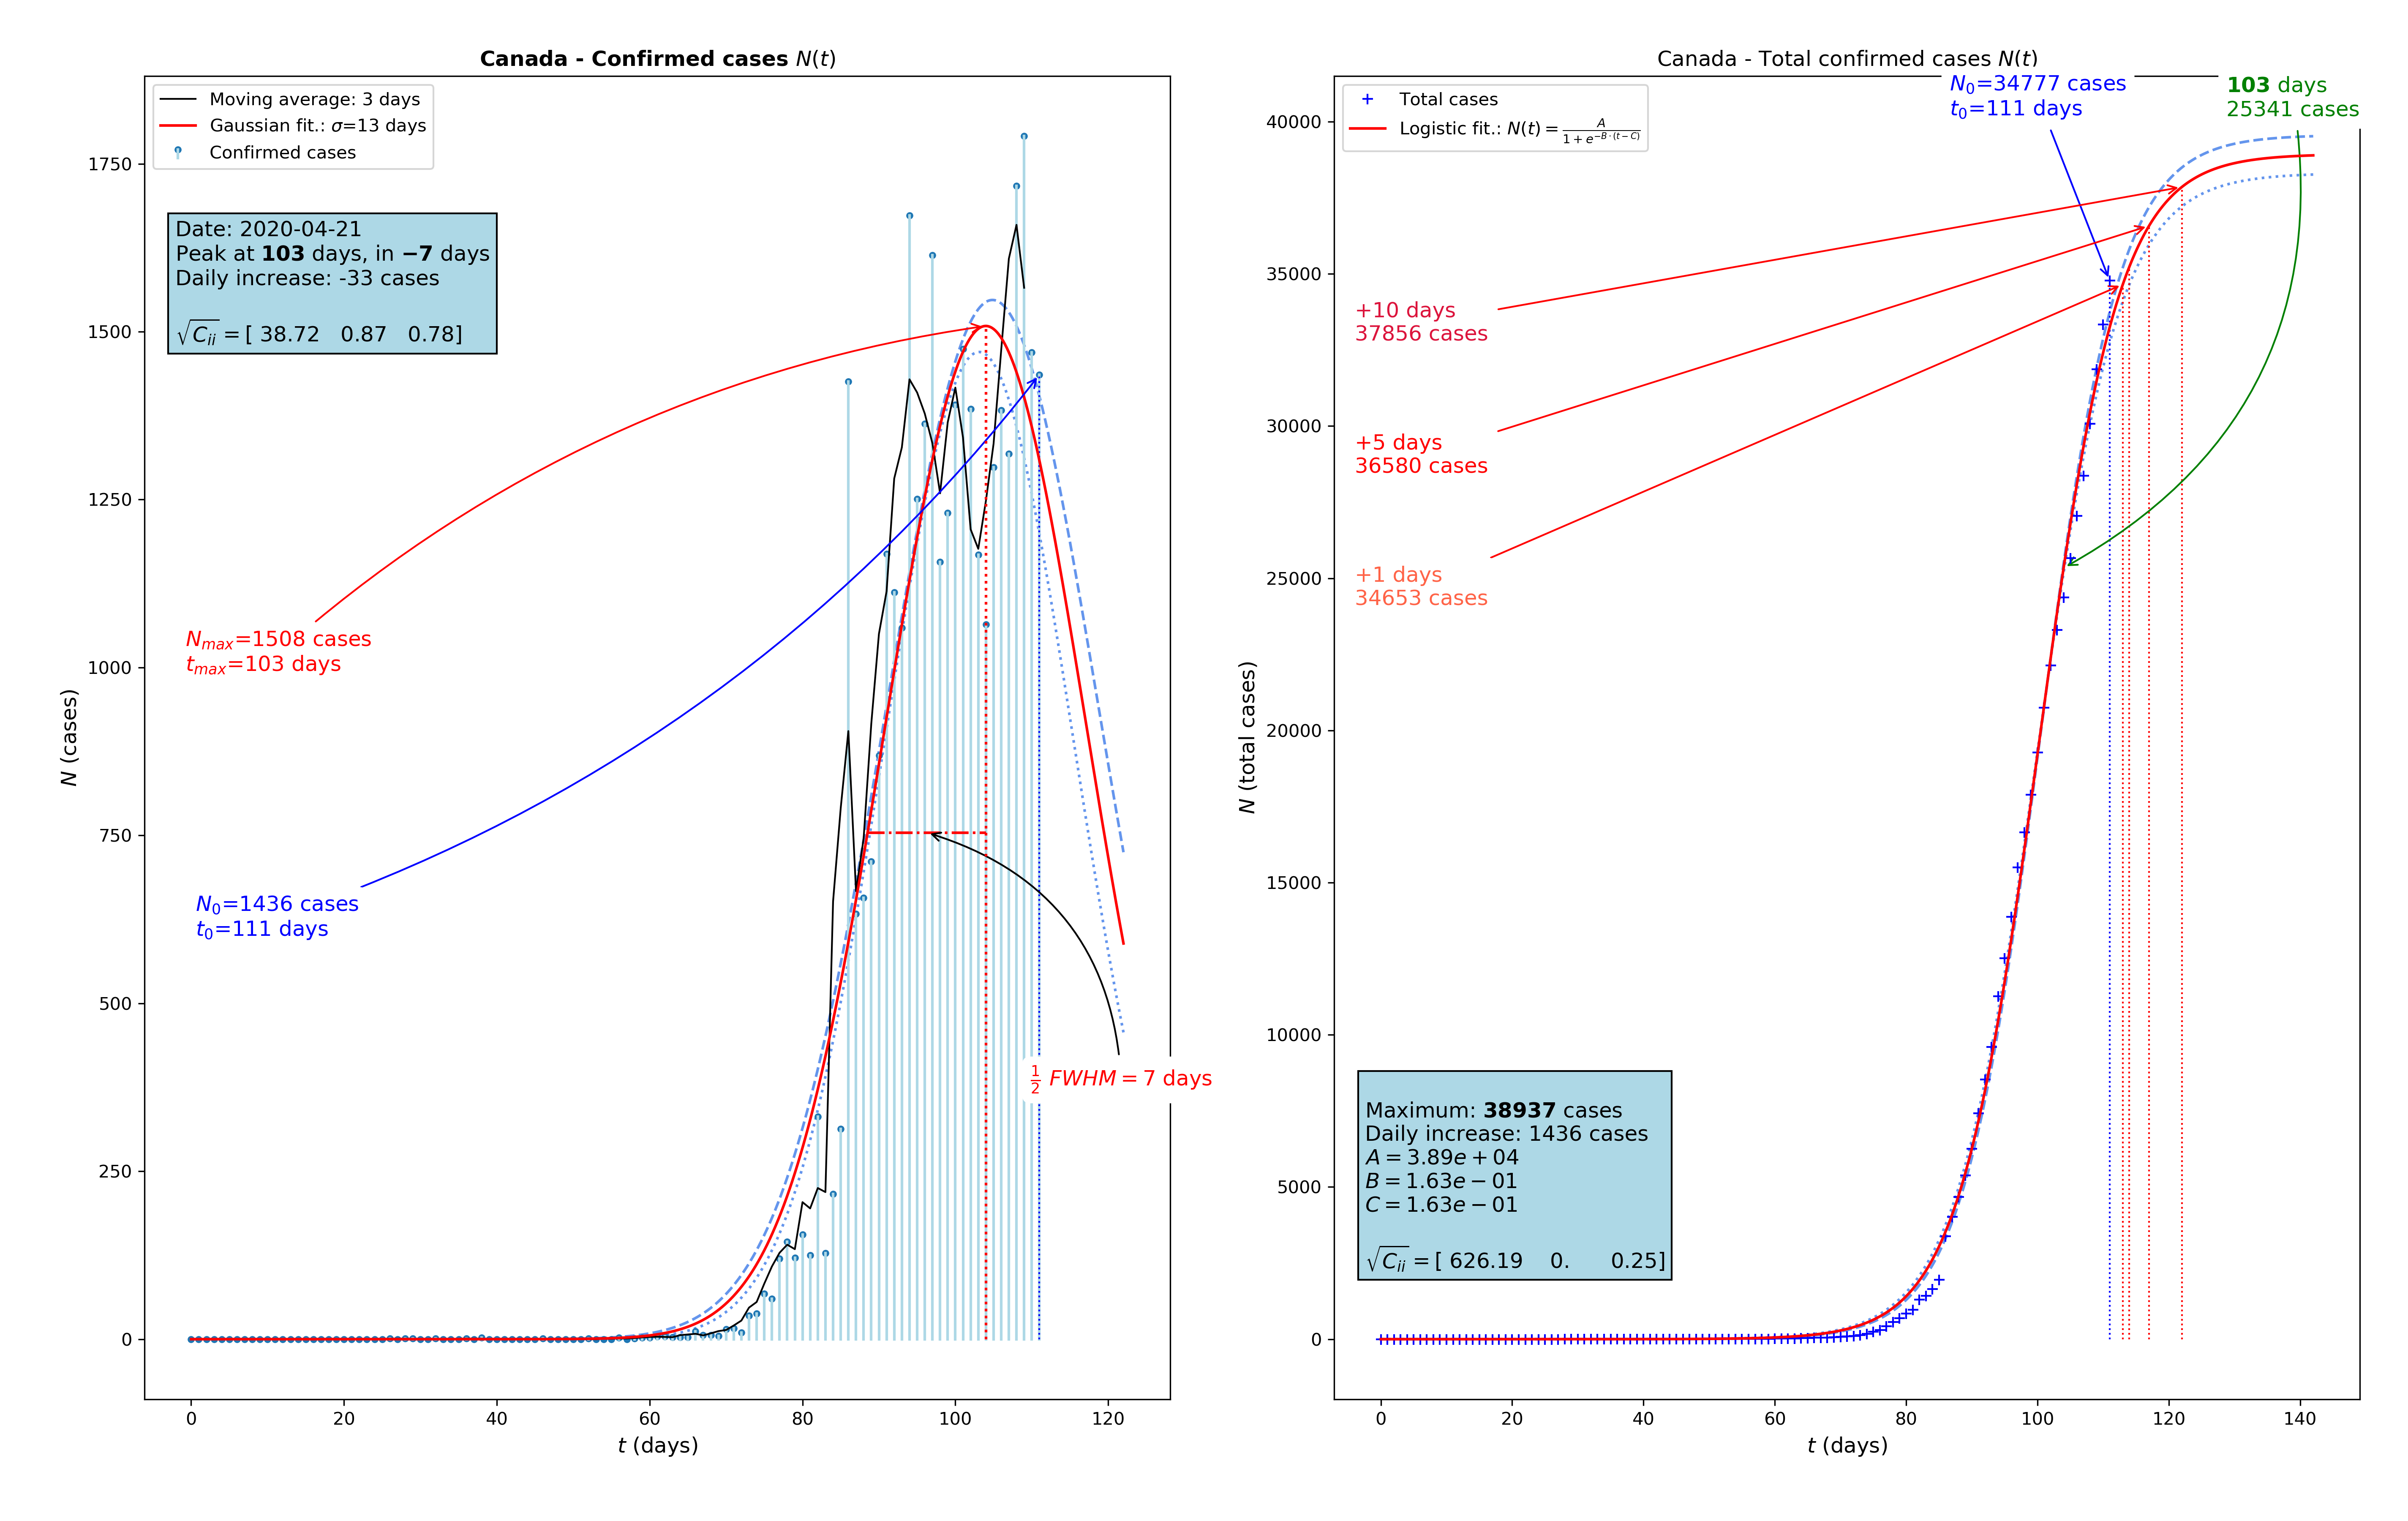 Canada - Confirmed cases N(t)
Moving average: 3 days
Gaussian fit.: σ=13 days
Confirmed cases
Date: 2020-04-21
Peak at 103 days, in −7 days
Daily increase: -33 cases
√C_ii = [ 38.72 0.87 0.78]
N_max=1508 cases
t_max=103 days
N_0=1436 cases
t_0=111 days
1/2 FWHM = 7 days
N (cases)
1750
1500
1250
1000
750
500
250
0
0 20 40 60 80 100 120
t (days)
Canada - Total confirmed cases N(t)
Total cases
Logistic fit.: N(t) = A / (1 + e^(−B·(t−C)))
N_0=34777 cases
t_0=111 days
103 days
25341 cases
+10 days
37856 cases
+5 days
36580 cases
+1 days
34653 cases
Maximum: 38937 cases
Daily increase: 1436 cases
A = 3.89e + 04
B = 1.63e − 01
C = 1.63e − 01
√C_ii = [ 626.19 0. 0.25]
N (total cases)
40000
35000
30000
25000
20000
15000
10000
5000
0
0 20 40 60 80 100 120 140
t (days)